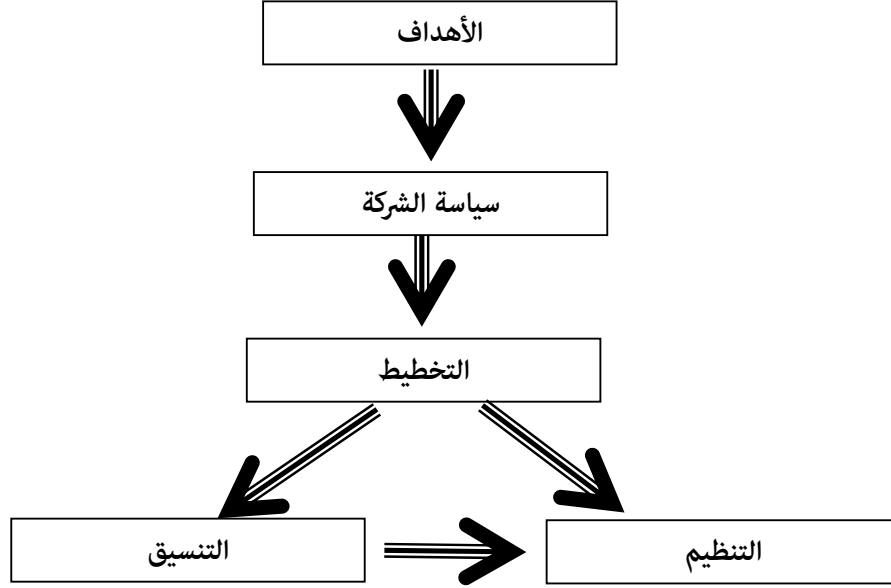 الأهداف
سياسة الشركة
التخطيط
التنظيم
التنسيق